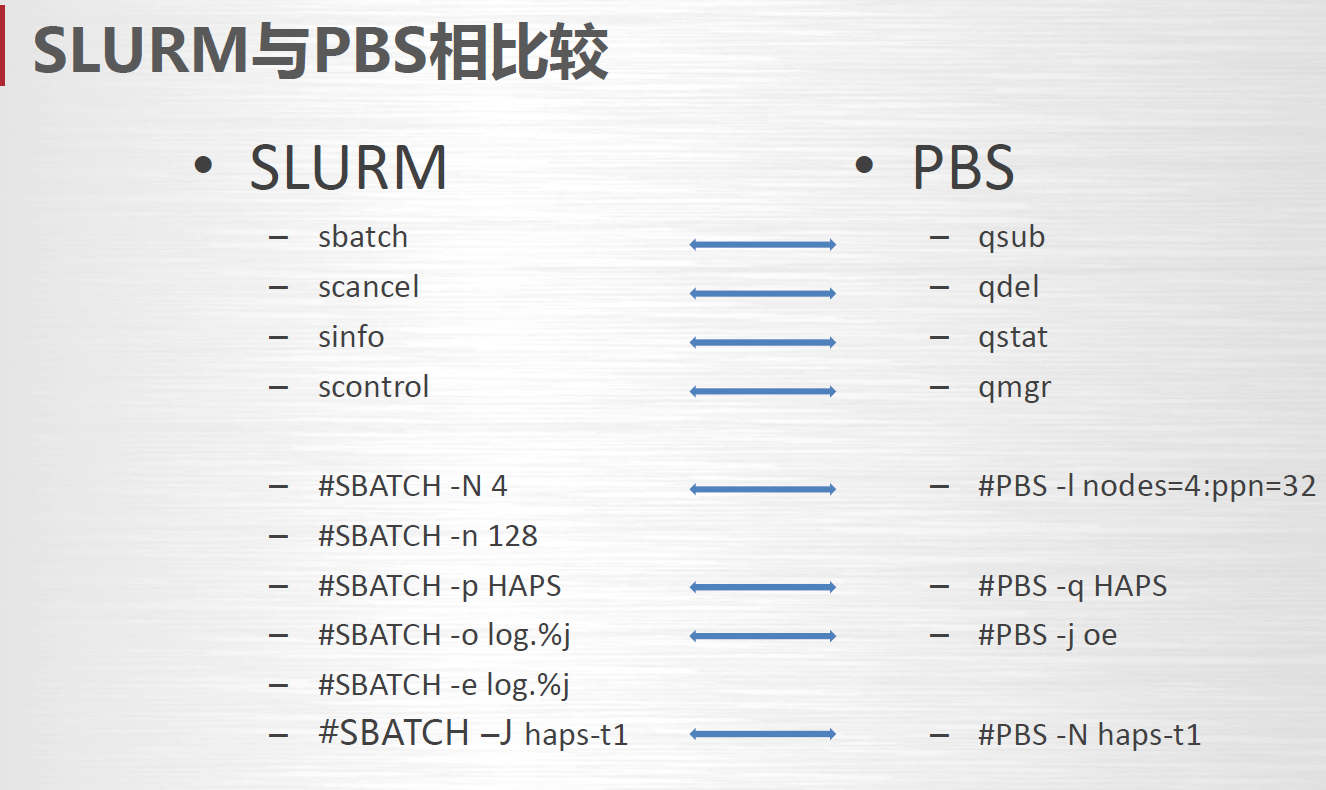 SLURM与PBS相比较
• SLURM
– sbatch
– scancel
– sinfo
– scontrol
– #SBATCH -N 4
– #SBATCH -n 128
– #SBATCH -p HAPS
– #SBATCH -o log.%j
– #SBATCH -e log.%j
– #SBATCH –J haps-t1
• PBS
– qsub
– qdel
– qstat
– qmgr
– #PBS -l nodes=4:ppn=32
– #PBS -q HAPS
– #PBS -j oe
– #PBS -N haps-t1